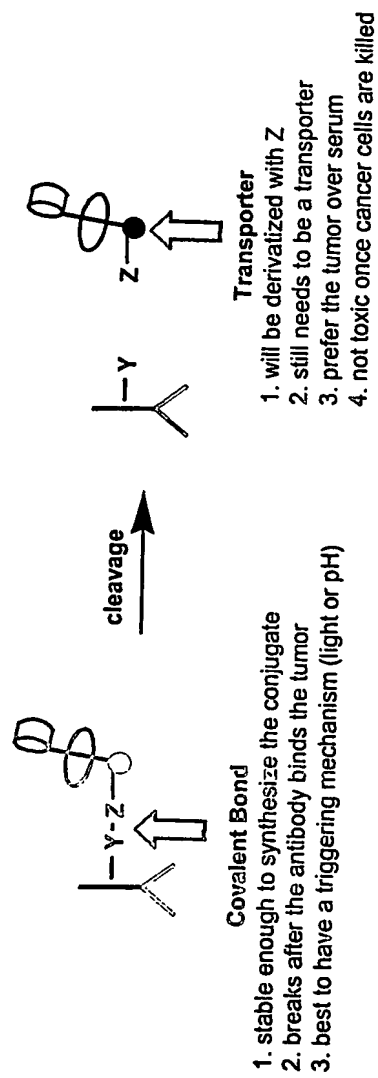 Y-Z
Covalent Bond
1. stable enough to synthesize the conjugate
2. breaks after the antibody binds the tumor
3. best to have a triggering mechanism (light or pH)
cleavage
Y
Z
Transporter
1. will be derivatized with Z
2. still needs to be a transporter
3. prefer the tumor over serum
4. not toxic once cancer cells are killed